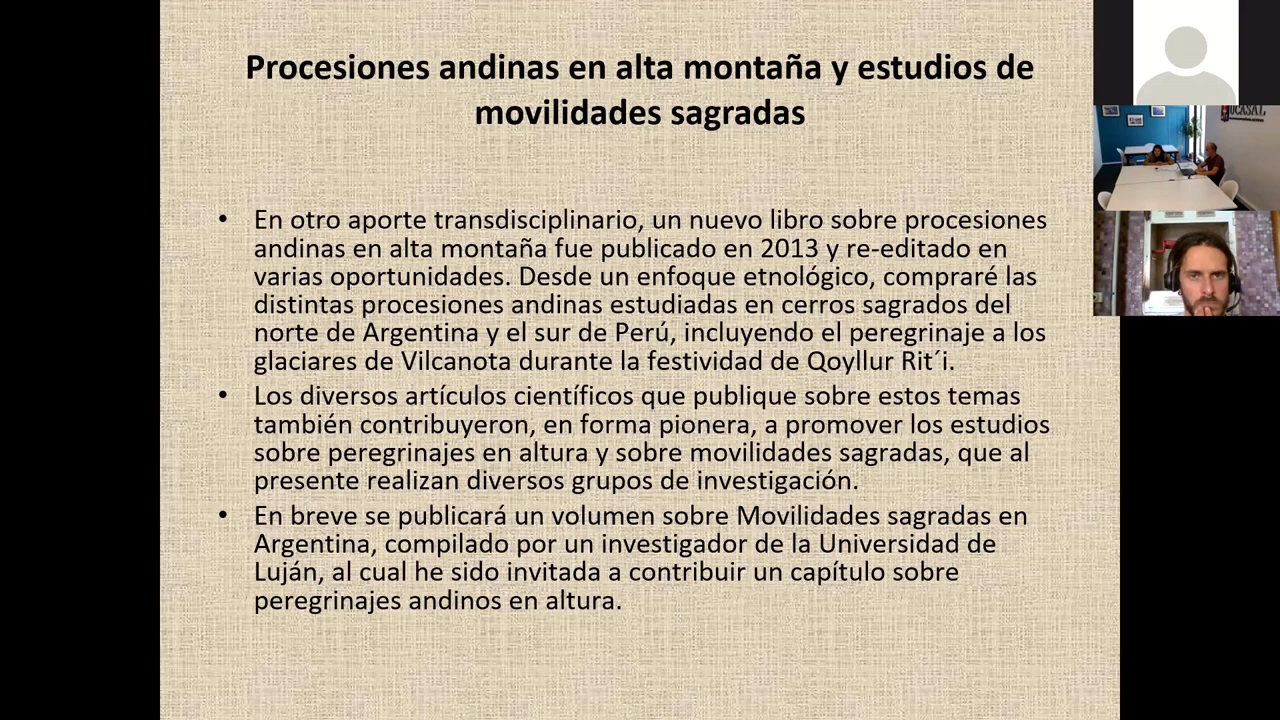 Procesiones andinas en alta montaña y estudios de
movilidades sagradas
• En otro aporte transdisciplinario, un nuevo libro sobre procesiones
andinas en alta montaña fue publicado en 2013 y re-editado en
varias oportunidades. Desde un enfoque etnológico, compraré las
distintas procesiones andinas estudiadas en cerros sagrados del
norte de Argentina y el sur de Perú, incluyendo el peregrinaje a los
glaciares de Vilcanota durante la festividad de Qoyllur Rit´i.
• Los diversos artículos científicos que publique sobre estos temas
también contribuyeron, en forma pionera, a promover los estudios
sobre peregrinajes en altura y sobre movilidades sagradas, que al
presente realizan diversos grupos de investigación.
• En breve se publicará un volumen sobre Movilidades sagradas en
Argentina, compilado por un investigador de la Universidad de
Luján, al cual he sido invitada a contribuir un capítulo sobre
peregrinajes andinos en altura.
UCASAL